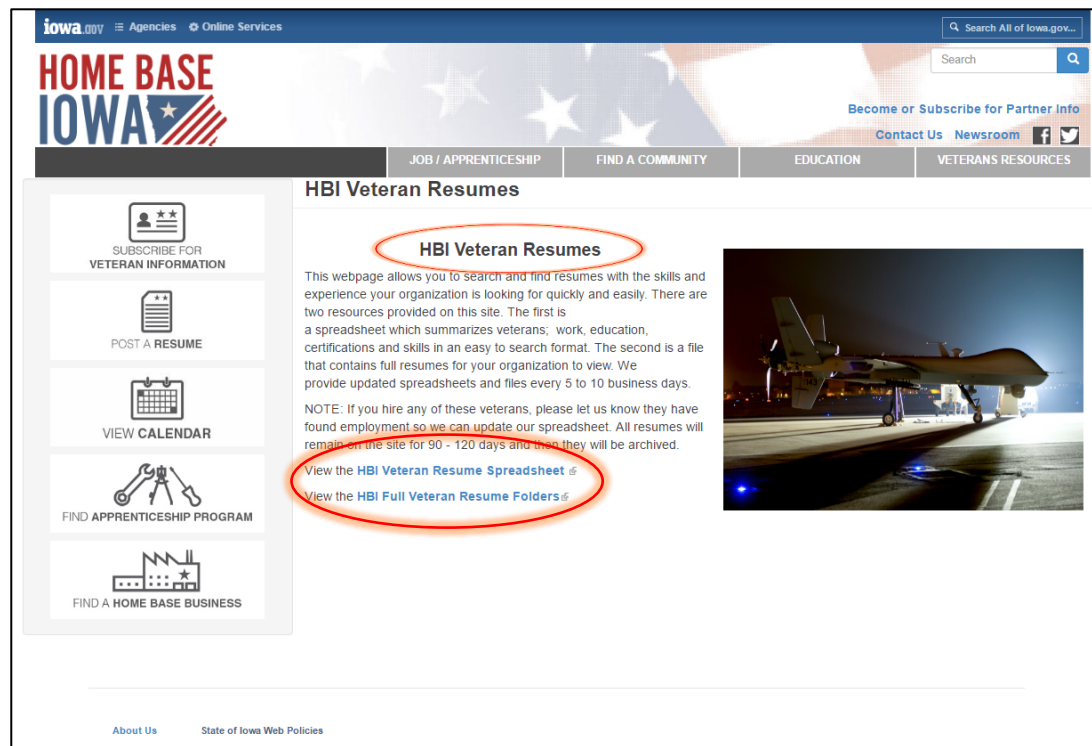 iowa.gov Agencies Online Services
Search All of Iowa.gov...
HOME BASE
IOWA
Search
Become or Subscribe for Partner Info
Contact Us Newsroom
JOB / APPRENTICESHIP FIND A COMMUNITY EDUCATION VETERANS RESOURCES
SUBSCRIBE FOR
VETERAN INFORMATION
POST A RESUME
VIEW CALENDAR
FIND APPRENTICESHIP PROGRAM
FIND A HOME BASE BUSINESS
HBI Veteran Resumes
HBI Veteran Resumes
This webpage allows you to search and find resumes with the skills and
experience your organization is looking for quickly and easily. There are
two resources provided on this site. The first is
a spreadsheet which summarizes veterans; work, education,
certifications and skills in an easy to search format. The second is a file
that contains full resumes for your organization to view. We
provide updated spreadsheets and files every 5 to 10 business days.
NOTE: If you hire any of these veterans, please let us know they have
found employment so we can update our spreadsheet. All resumes will
remain on the site for 90 - 120 days and then they will be archived.
View the HBI Veteran Resume Spreadsheet
View the HBI Full Veteran Resume Folders
About Us State of Iowa Web Policies